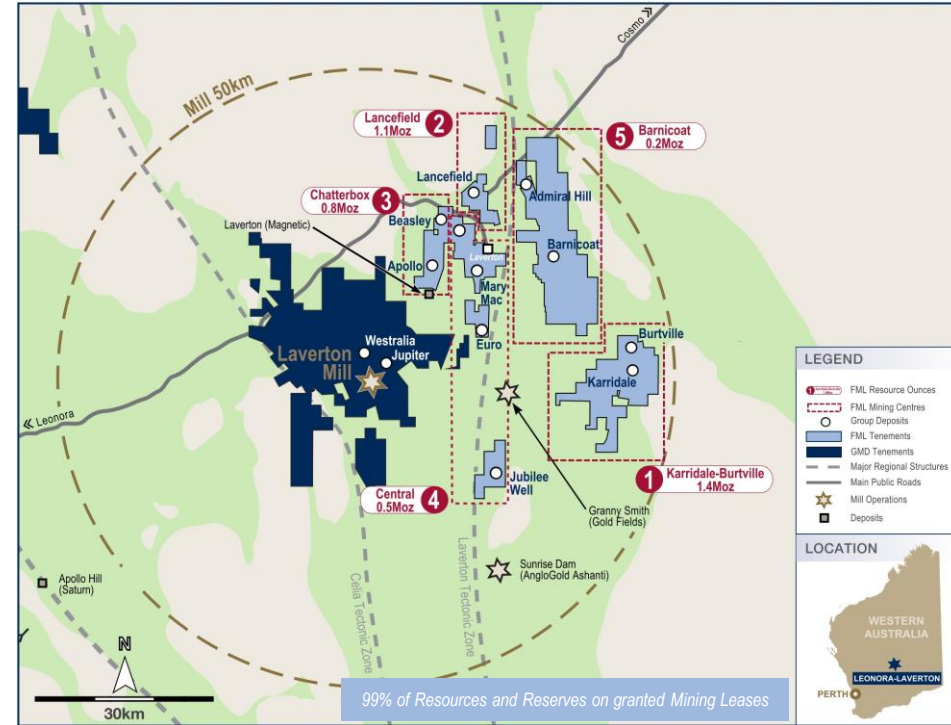 Cosmo >>
Mill 50km
Lancefield
1.1Moz
2
5
Barnicoat
0.2Moz
Lancefield
Admiral Hill
Chatterbox
0.8Moz
3
Beasley
Laverton (Magnetic)
Laverton
Barnicoat
Apollo
Mary
Mac
Euro
Burtville
Westralia
Jupiter
Laverton
Mill
Karridale
<< Leonora
Jubilee
Well
1
Karridale-Burtville
1.4Moz
Central
0.5Moz
4
Granny Smith
(Gold Fields)
Sunrise Dam
(AngloGold Ashanti)
Apollo Hill
(Saturn)
Celia Tectonic Zone
Laverton Tectonic Zone
N
30km
99% of Resources and Reserves on granted Mining Leases
LEGEND
1
FML Resource Ounces
FML Mining Centres
Group Deposits
FML Tenements
GMD Tenements
Major Regional Structures
Main Public Roads
Mill Operations
Deposits
LOCATION
WESTERN
AUSTRALIA
LEONORA-LAVERTON
PERTH